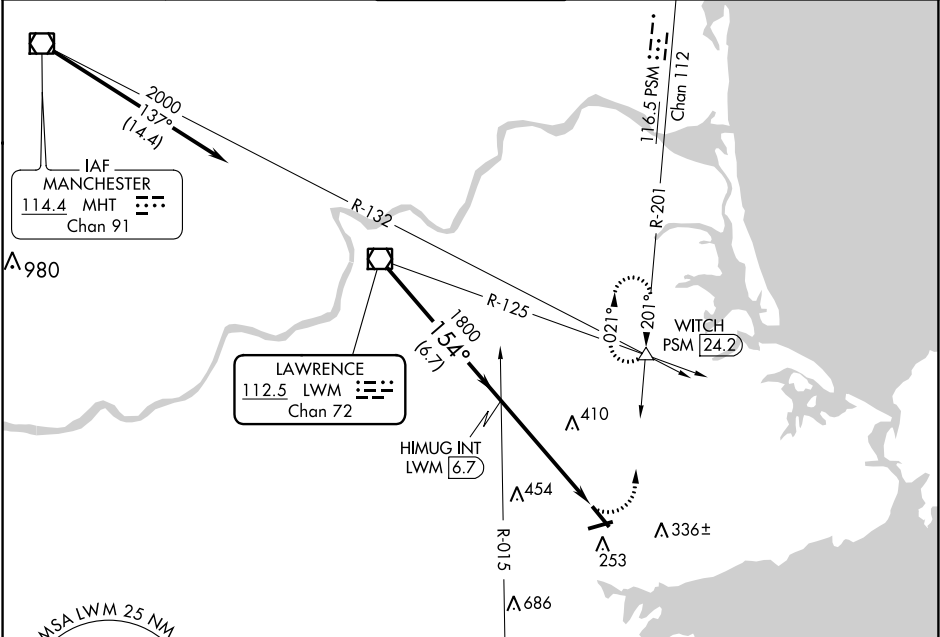 2000
137°
(14.4)
IAF
MANCHESTER
114.4 MHT
Chan 91
980
R-132
116.5 PSM
Chan 112
R-201
R-125
021°
201°
WITCH
PSM 24.2
1800
154°
(6.7)
LAWRENCE
112.5 LWM
Chan 72
HIMUG INT
LWM 6.7
410
454
R-015
336±
253
686
MSA LWM 25 NM